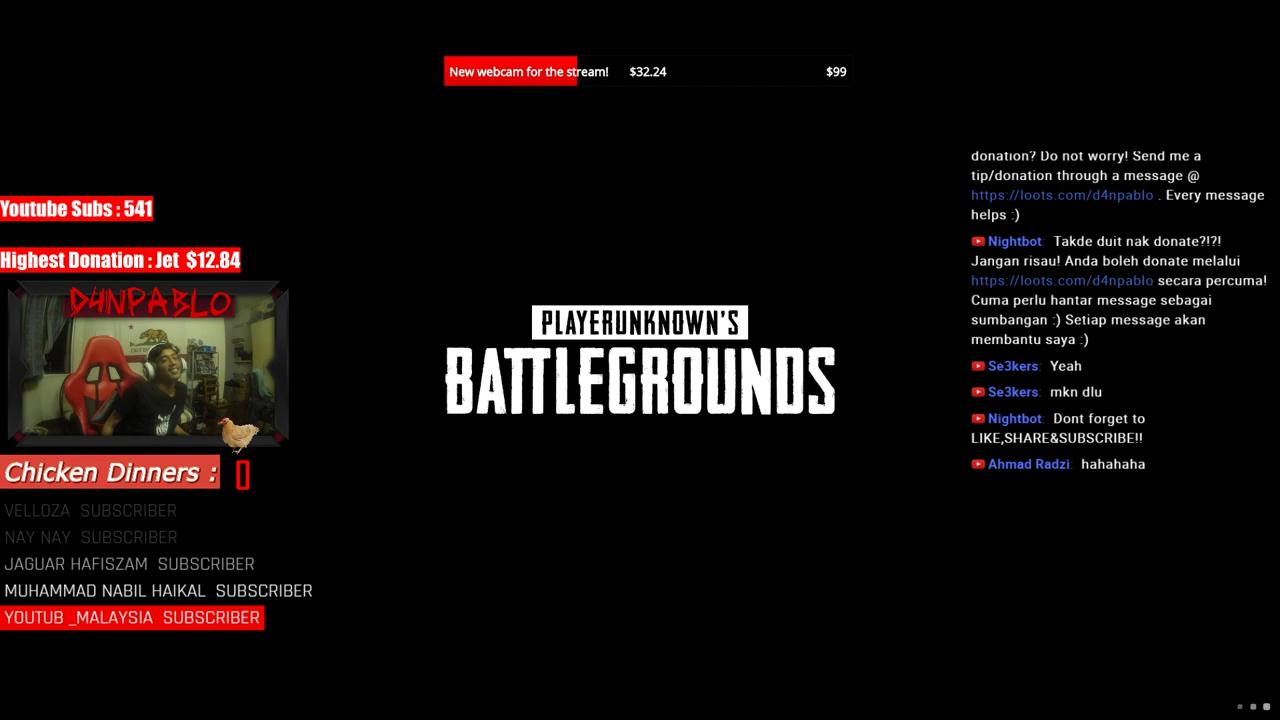 New webcam for the stream! $32.24 $99
Youtube Subs : 541
Highest Donation : Jet $12.84
D4NPABLO
Chicken Dinners : 0
VELLOZA SUBSCRIBER
NAY NAY SUBSCRIBER
JAGUAR HAFISZAM SUBSCRIBER
MUHAMMAD NABIL HAIKAL SUBSCRIBER
YOUTUB _MALAYSIA SUBSCRIBER
PLAYERUNKNOWN'S
BATTLEGROUNDS
donation? Do not worry! Send me a
tip/donation through a message @
https://loots.com/d4npablo . Every message
helps :)
Nightbot: Takde duit nak donate?!?!
Jangan risau! Anda boleh donate melalui
https://loots.com/d4npablo secara percuma!
Cuma perlu hantar message sebagai
sumbangan :) Setiap message akan
membantu saya :)
Se3kers: Yeah
Se3kers: mkn dlu
Nightbot: Dont forget to
LIKE,SHARE&SUBSCRIBE!!
Ahmad Radzi: hahahaha